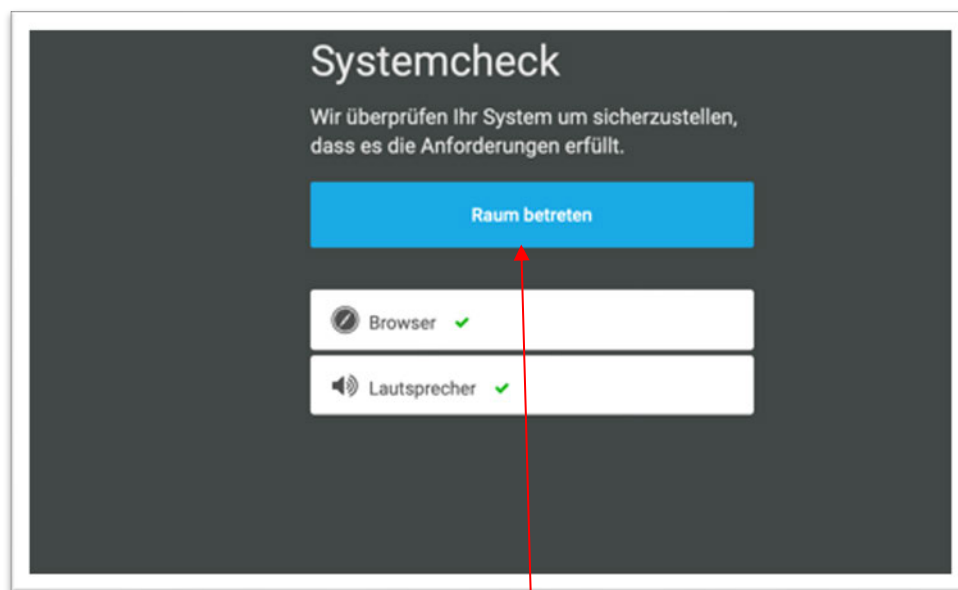 Systemcheck
Wir überprüfen Ihr System um sicherzustellen,
dass es die Anforderungen erfüllt.
Raum betreten
Browser
Lautsprecher